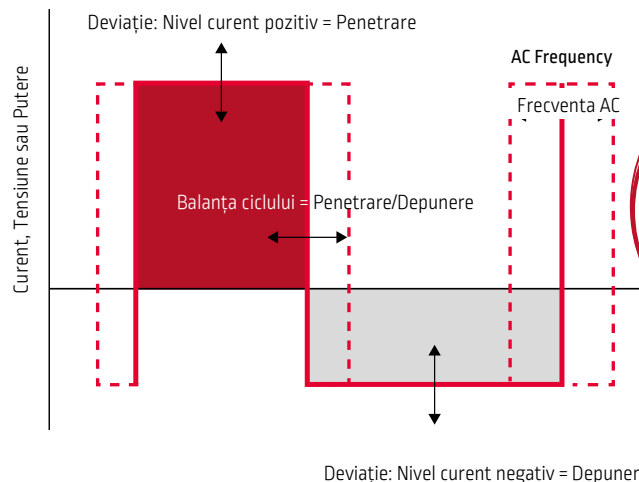 Deviație: Nivel curent pozitiv = Penetrare
AC Frequency
Frecventa AC
Curent, Tensiune sau Putere
Balanța ciclului = Penetrare/Depunere
Deviație: Nivel curent negativ = Depuner